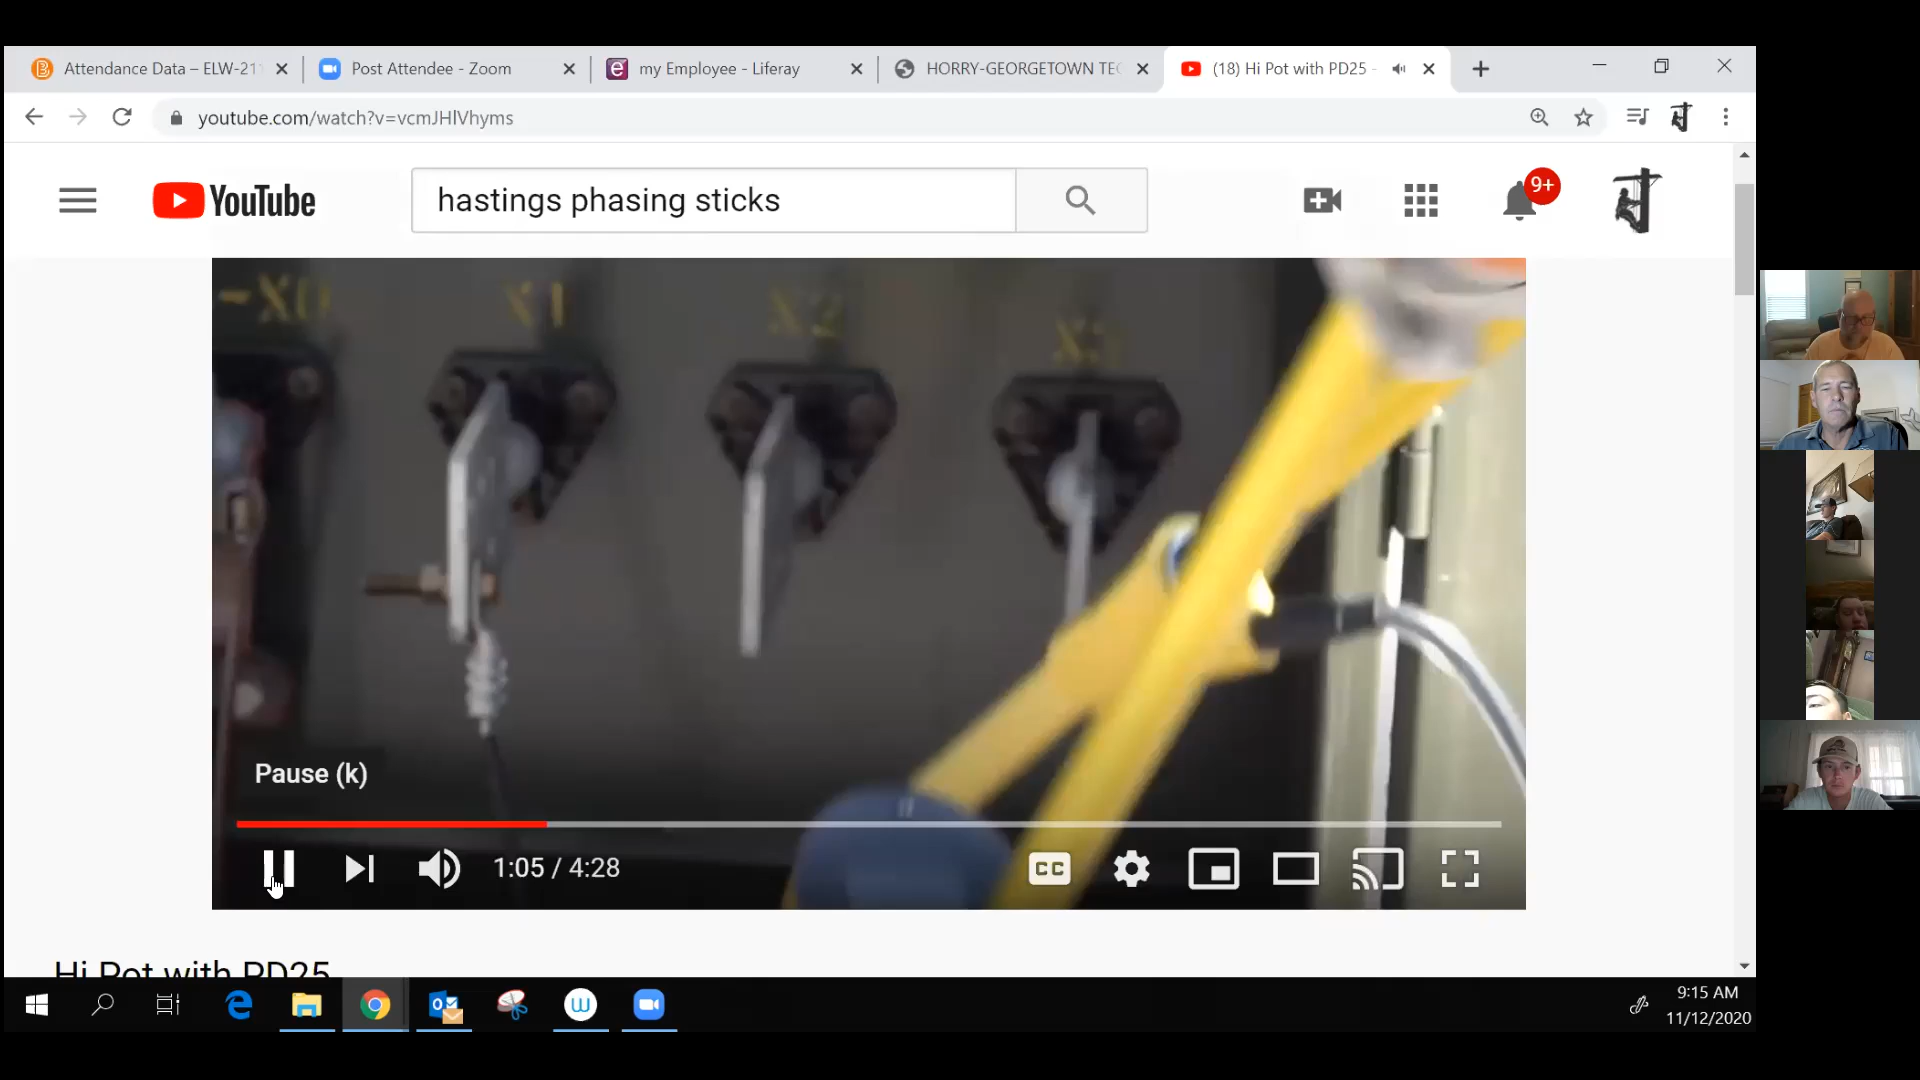 Attendance Data – ELW-211
Post Attendee - Zoom
my Employee - Liferay
HORRY-GEORGETOWN TEC
(18) Hi Pot with PD25 -
youtube.com/watch?v=vcmJHlVhyms
YouTube
hastings phasing sticks
9+
-X0
X1
X2
X3
Pause (k)
1:05 / 4:28
CC
Hi Pot with PD25
9:15 AM
11/12/2020